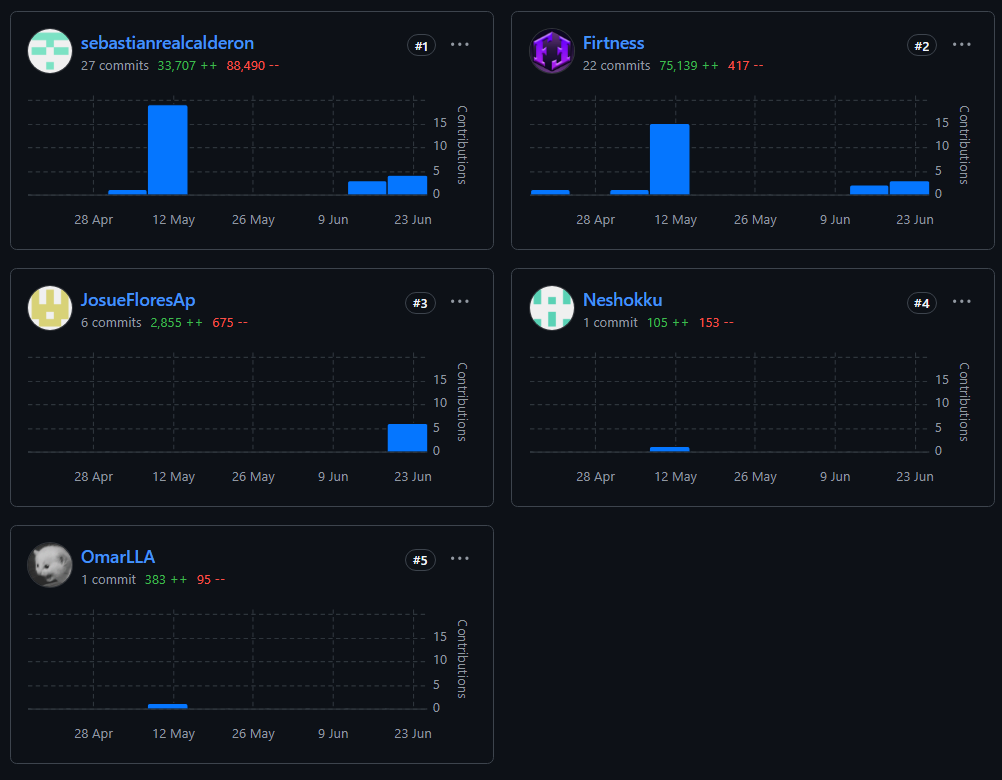 sebastianrealcalderon
#1
27 commits 33,707 ++ 88,490 --
15
10
5
0
Contributions
28 Apr 12 May 26 May 9 Jun 23 Jun
Firtness
#2
22 commits 75,139 ++ 417 --
15
10
5
0
Contributions
28 Apr 12 May 26 May 9 Jun 23 Jun
JosueFloresAp
#3
6 commits 2,855 ++ 675 --
15
10
5
0
Contributions
28 Apr 12 May 26 May 9 Jun 23 Jun
Neshokku
#4
1 commit 105 ++ 153 --
15
10
5
0
Contributions
28 Apr 12 May 26 May 9 Jun 23 Jun
OmarLLA
#5
1 commit 383 ++ 95 --
15
10
5
0
Contributions
28 Apr 12 May 26 May 9 Jun 23 Jun